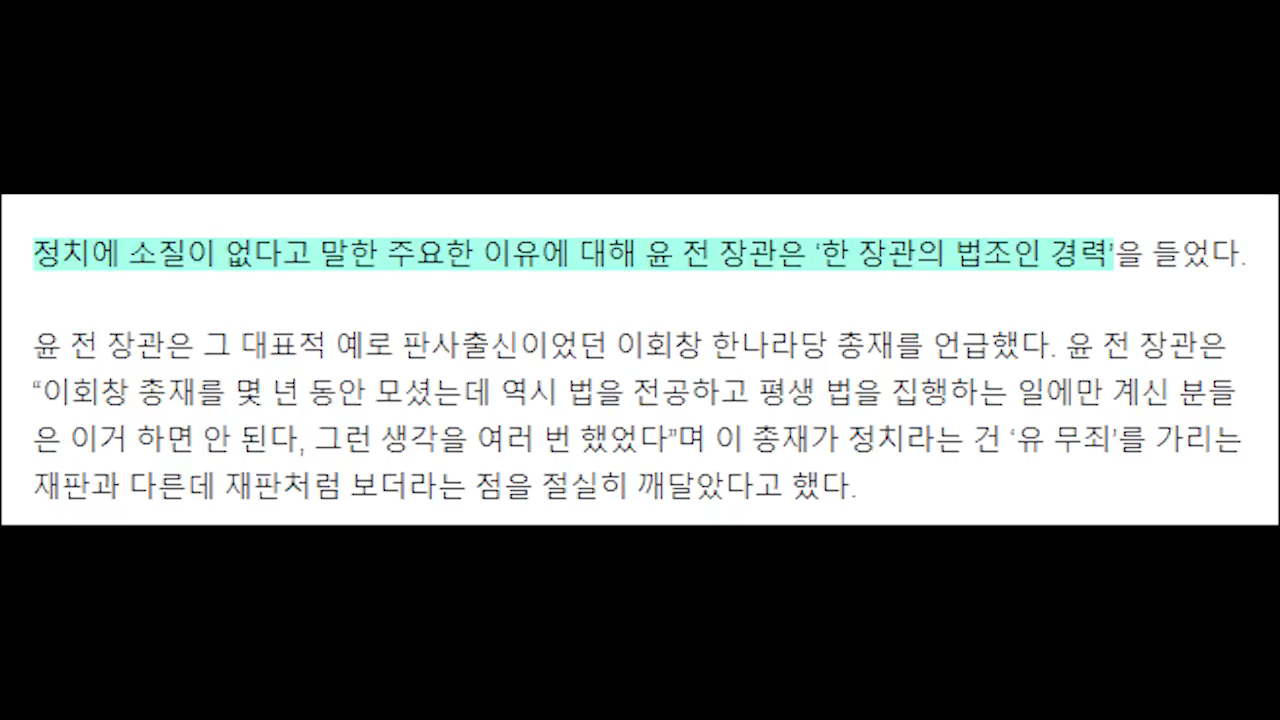 정치에 소질이 없다고 말한 주요한 이유에 대해 윤 전 장관은 ‘한 장관의 법조인 경력’을 들었다.
윤 전 장관은 그 대표적 예로 판사출신이었던 이회창 한나라당 총재를 언급했다. 윤 전 장관은
“이회창 총재를 몇 년 동안 모셨는데 역시 법을 전공하고 평생 법을 집행하는 일에만 계신 분들
은 이거 하면 안 된다, 그런 생각을 여러 번 했었다”며 이 총재가 정치라는 건 ‘유 무죄’를 가리는
재판과 다른데 재판처럼 보더라는 점을 절실히 깨달았다고 했다.